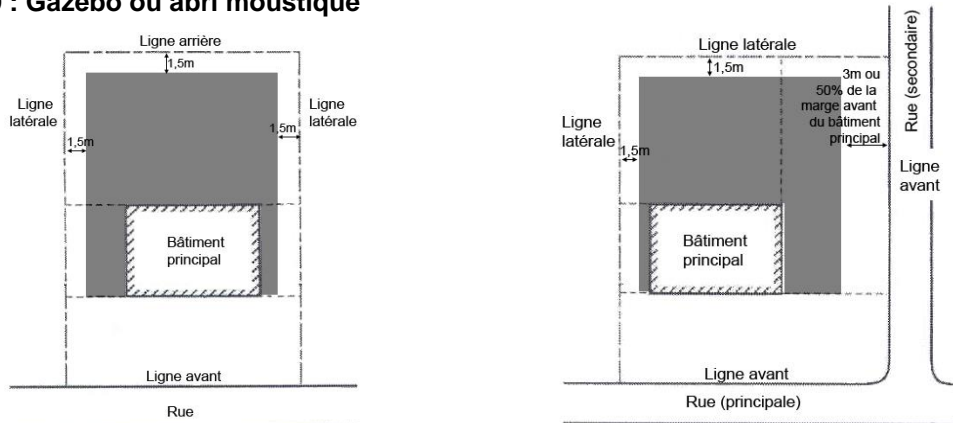 : Gazebo ou abri moustique
Ligne arrière
1,5m
Ligne
latérale
Ligne
latérale
1,5m
1,5m
Bâtiment
principal
Ligne avant
Rue
Ligne latérale
1,5m
3m ou
50% de la
marge avant
du bâtiment
principal
Rue (secondaire)
Ligne
latérale
1,5m
Ligne
avant
Bâtiment
principal
Ligne avant
Rue (principale)